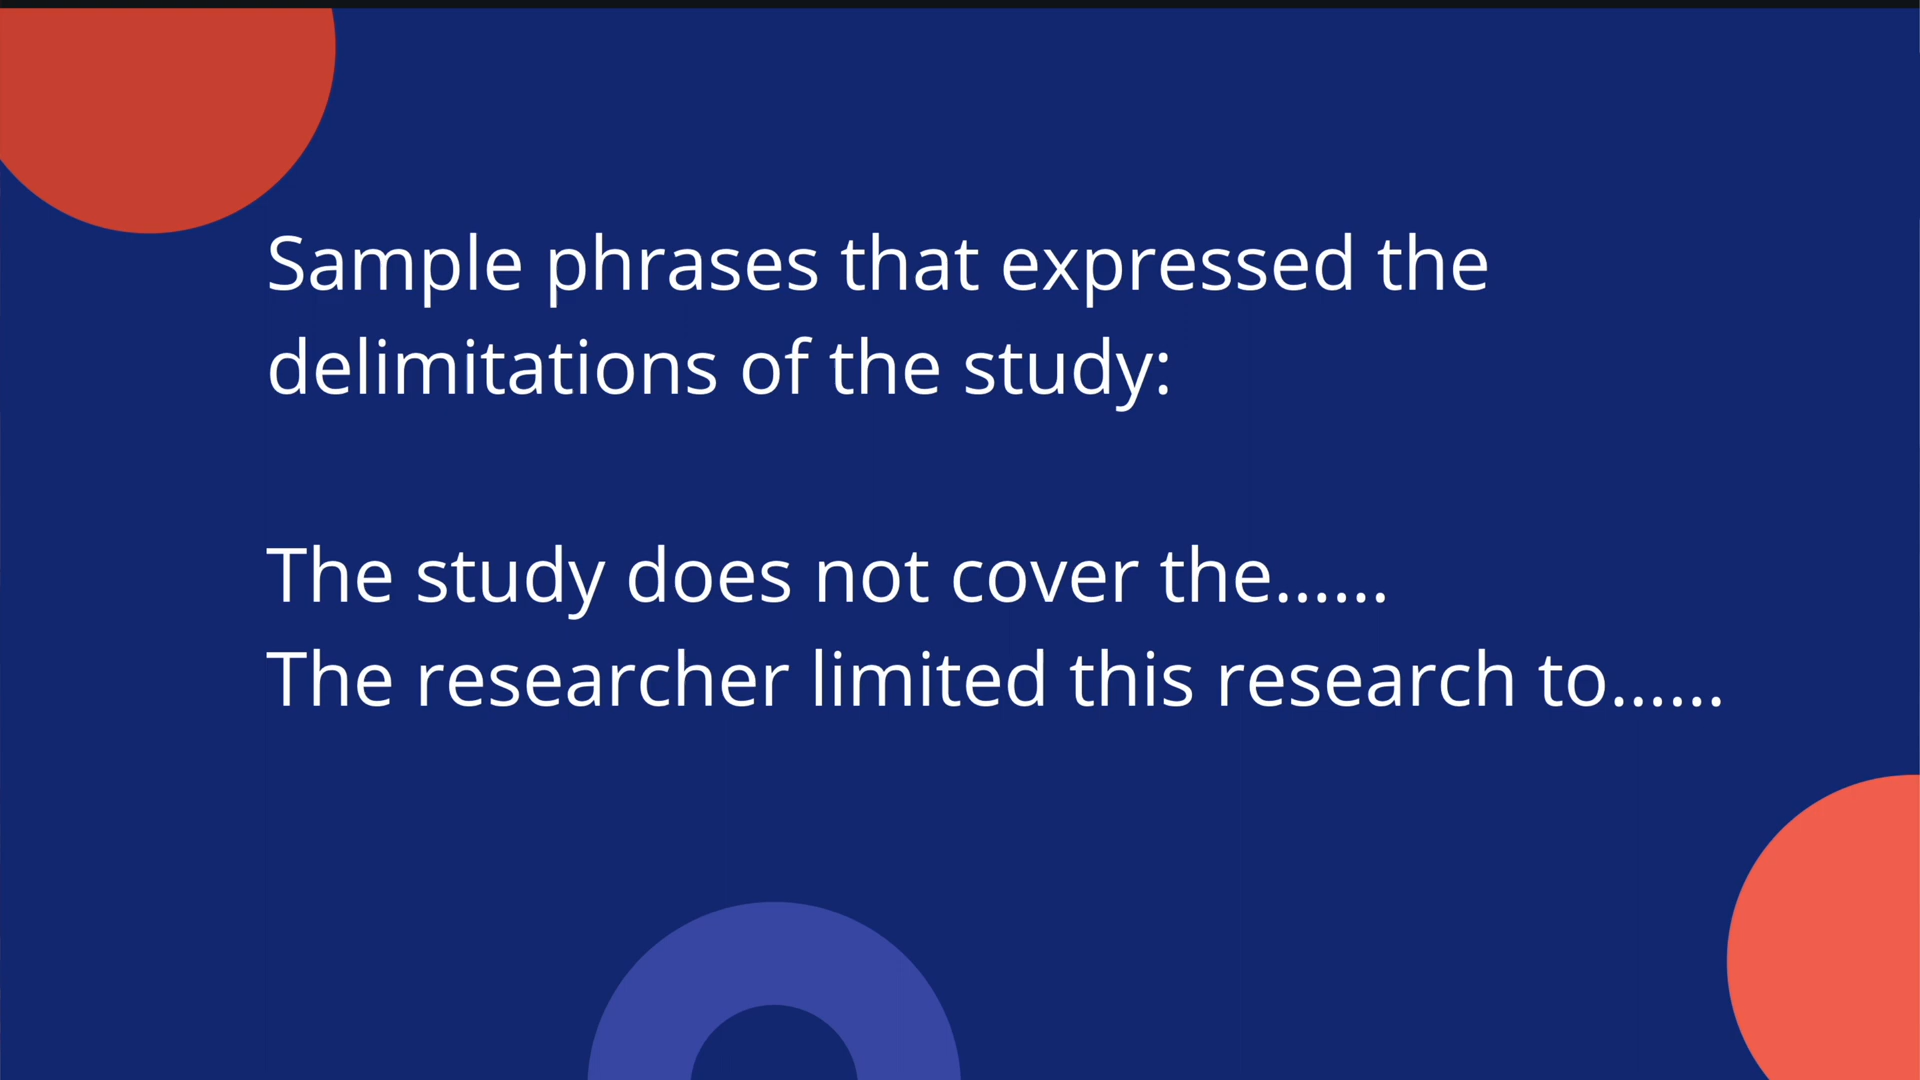 Sample phrases that expressed the
delimitations of the study:
The study does not cover the......
The researcher limited this research to......